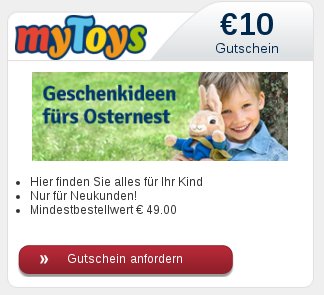 myToys
€10
Gutschein
Geschenkideen
fürs Osternest
Hier finden Sie alles für Ihr Kind
Nur für Neukunden!
Mindestbestellwert € 49.00
» Gutschein anfordern